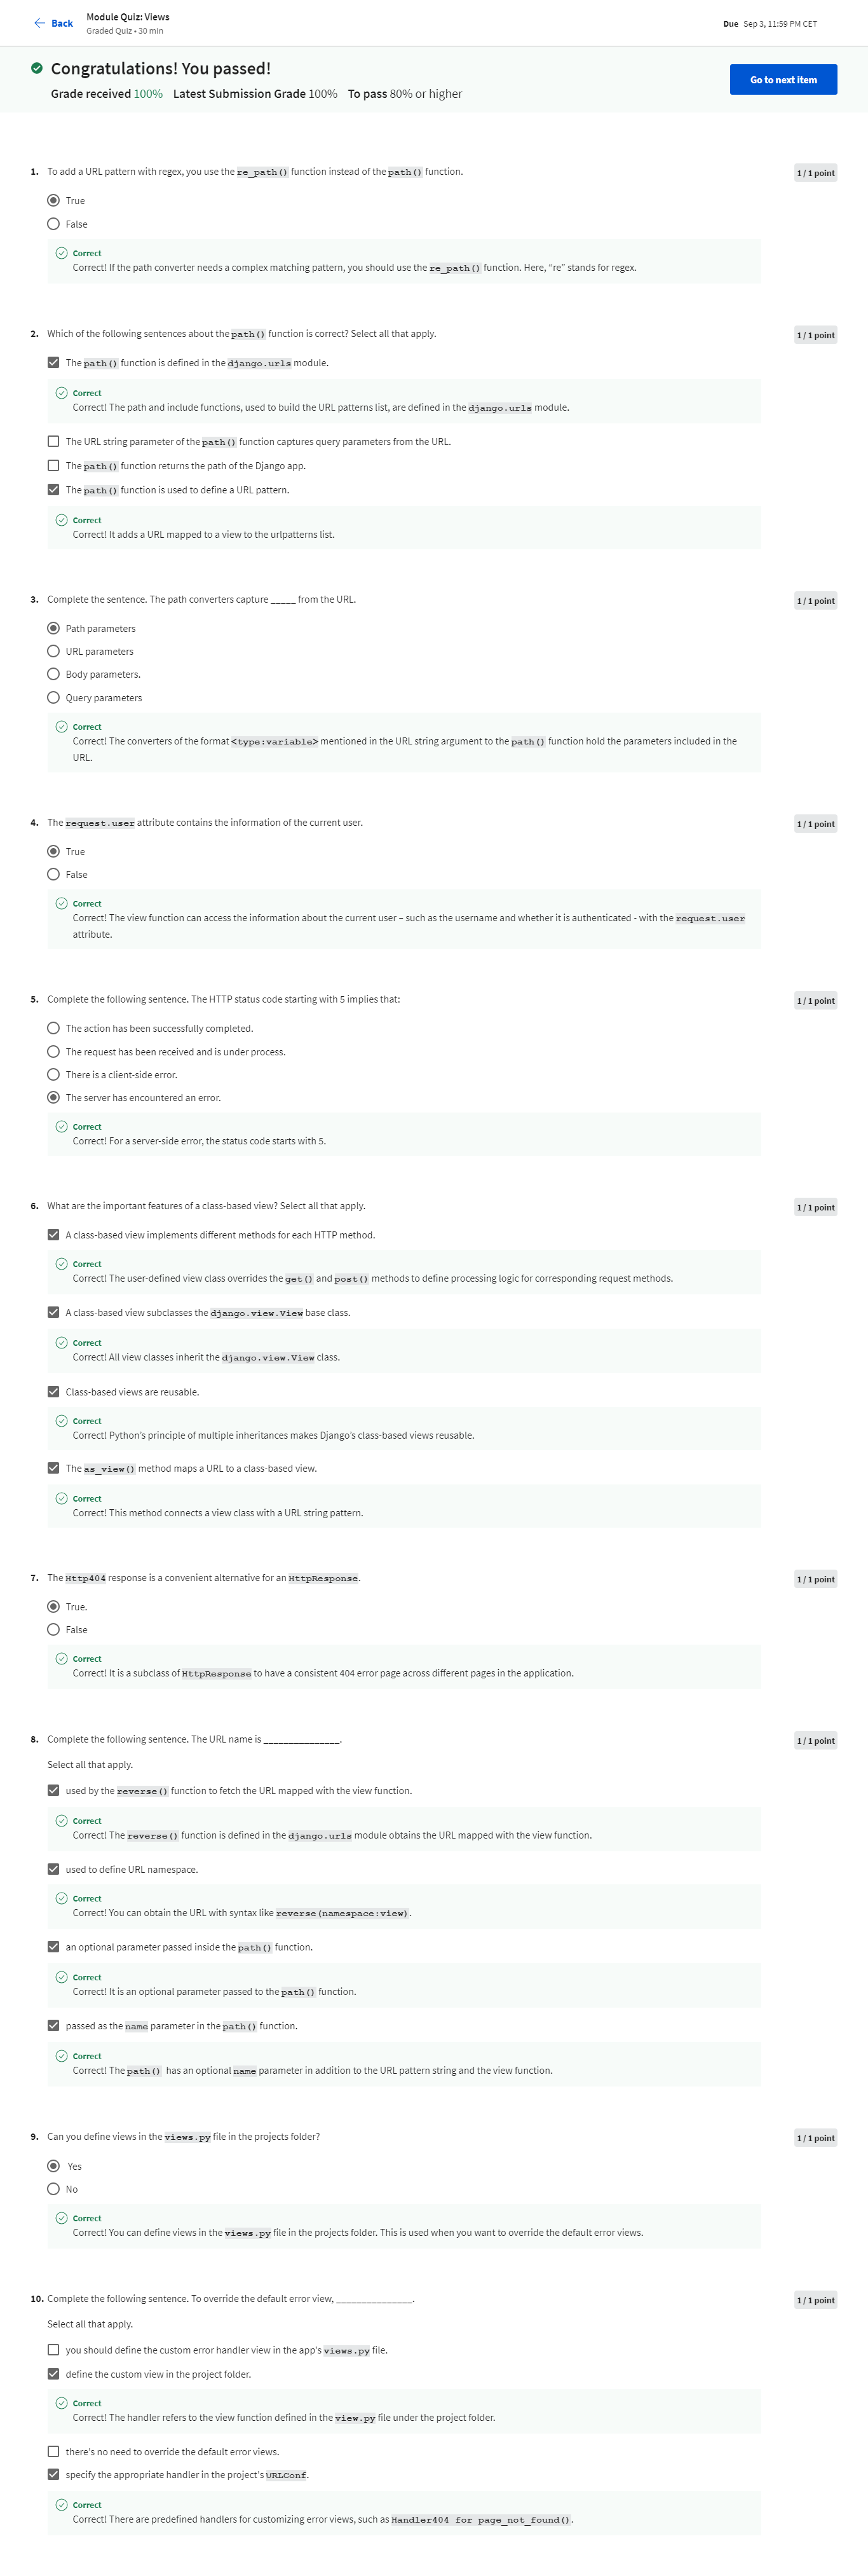 Back
Module Quiz: Views
Graded Quiz • 30 min
Due Sep 3, 11:59 PM CET
Congratulations! You passed!
Grade received 100% Latest Submission Grade 100% To pass 80% or higher
Go to next item
1. To add a URL pattern with regex, you use the re_path() function instead of the path() function.
1 / 1 point
True
False
Correct
Correct! If the path converter needs a complex matching pattern, you should use the re_path() function. Here, “re” stands for regex.
2. Which of the following sentences about the path() function is correct? Select all that apply.
1 / 1 point
The path() function is defined in the django.urls module.
Correct
Correct! The path and include functions, used to build the URL patterns list, are defined in the django.urls module.
The URL string parameter of the path() function captures query parameters from the URL.
The path() function returns the path of the Django app.
The path() function is used to define a URL pattern.
Correct
Correct! It adds a URL mapped to a view to the urlpatterns list.
3. Complete the sentence. The path converters capture _____ from the URL.
1 / 1 point
Path parameters
URL parameters
Body parameters.
Query parameters
Correct
Correct! The converters of the format <type:variable> mentioned in the URL string argument to the path() function hold the parameters included in the
URL.
4. The request.user attribute contains the information of the current user.
1 / 1 point
True
False
Correct
Correct! The view function can access the information about the current user – such as the username and whether it is authenticated - with the request.user
attribute.
5. Complete the following sentence. The HTTP status code starting with 5 implies that:
1 / 1 point
The action has been successfully completed.
The request has been received and is under process.
There is a client-side error.
The server has encountered an error.
Correct
Correct! For a server-side error, the status code starts with 5.
6. What are the important features of a class-based view? Select all that apply.
1 / 1 point
A class-based view implements different methods for each HTTP method.
Correct
Correct! The user-defined view class overrides the get() and post() methods to define processing logic for corresponding request methods.
A class-based view subclasses the django.view.View base class.
Correct
Correct! All view classes inherit the django.view.View class.
Class-based views are reusable.
Correct
Correct! Python’s principle of multiple inheritances makes Django’s class-based views reusable.
The as_view() method maps a URL to a class-based view.
Correct
Correct! This method connects a view class with a URL string pattern.
7. The Http404 response is a convenient alternative for an HttpResponse.
1 / 1 point
True.
False
Correct
Correct! It is a subclass of HttpResponse to have a consistent 404 error page across different pages in the application.
8. Complete the following sentence. The URL name is _______________.
1 / 1 point
Select all that apply.
used by the reverse() function to fetch the URL mapped with the view function.
Correct
Correct! The reverse() function is defined in the django.urls module obtains the URL mapped with the view function.
used to define URL namespace.
Correct
Correct! You can obtain the URL with syntax like reverse(namespace:view).
an optional parameter passed inside the path() function.
Correct
Correct! It is an optional parameter passed to the path() function.
passed as the name parameter in the path() function.
Correct
Correct! The path() has an optional name parameter in addition to the URL pattern string and the view function.
9. Can you define views in the views.py file in the projects folder?
1 / 1 point
Yes
No
Correct
Correct! You can define views in the views.py file in the projects folder. This is used when you want to override the default error views.
10. Complete the following sentence. To override the default error view, _______________.
1 / 1 point
Select all that apply.
you should define the custom error handler view in the app's views.py file.
define the custom view in the project folder.
Correct
Correct! The handler refers to the view function defined in the view.py file under the project folder.
there's no need to override the default error views.
specify the appropriate handler in the project's URLConf.
Correct
Correct! There are predefined handlers for customizing error views, such as Handler404 for page_not_found().